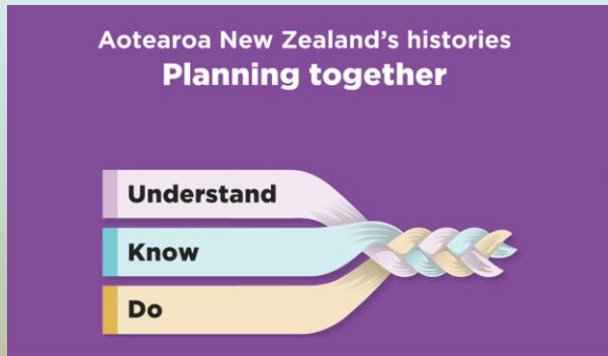 Aotearoa New Zealand's histories
Planning together
Understand
Know
Do